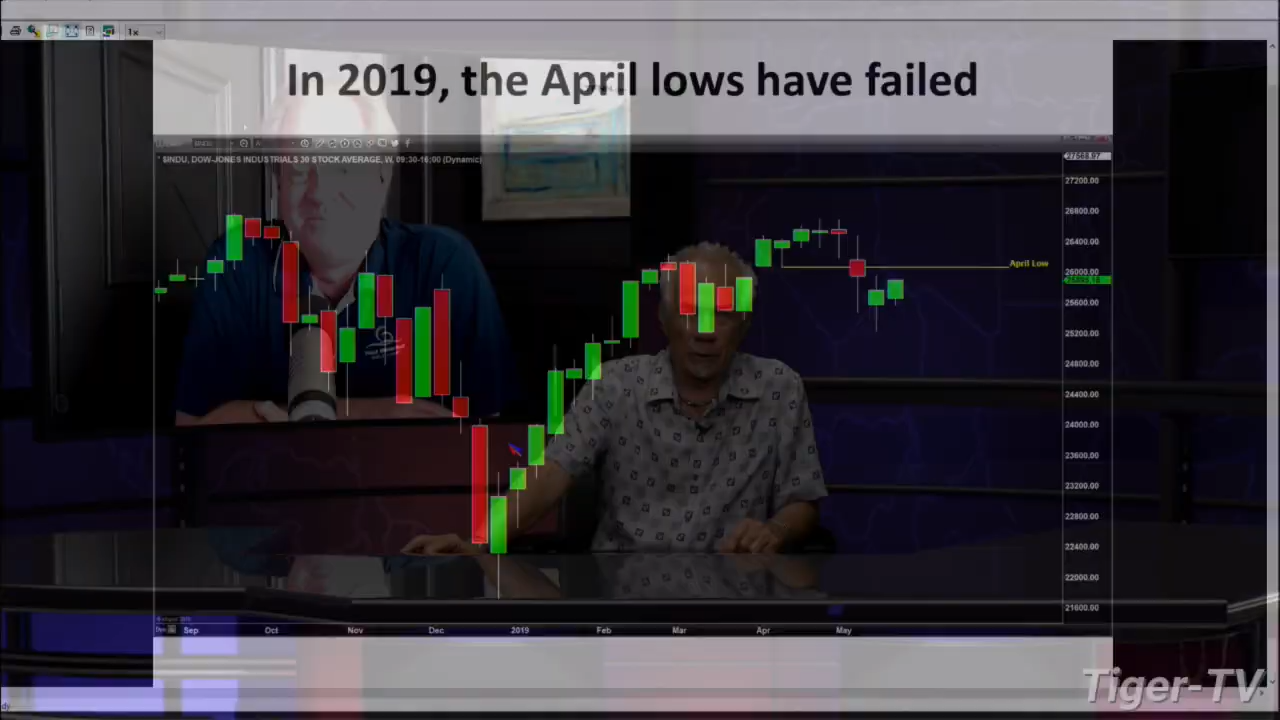 1x
In 2019, the April lows have failed
* $INDU, DOW-JONES INDUSTRIALS 30 STOCK AVERAGE, W, 09:30-16:00 (Dynamic)
27200.00
26800.00
26400.00
April Low
26000.00
25600.00
25200.00
24800.00
24400.00
24000.00
23600.00
23200.00
22800.00
22400.00
22000.00
21600.00
Sep Oct Nov Dec 2019 Feb Mar Apr May
Tiger-TV